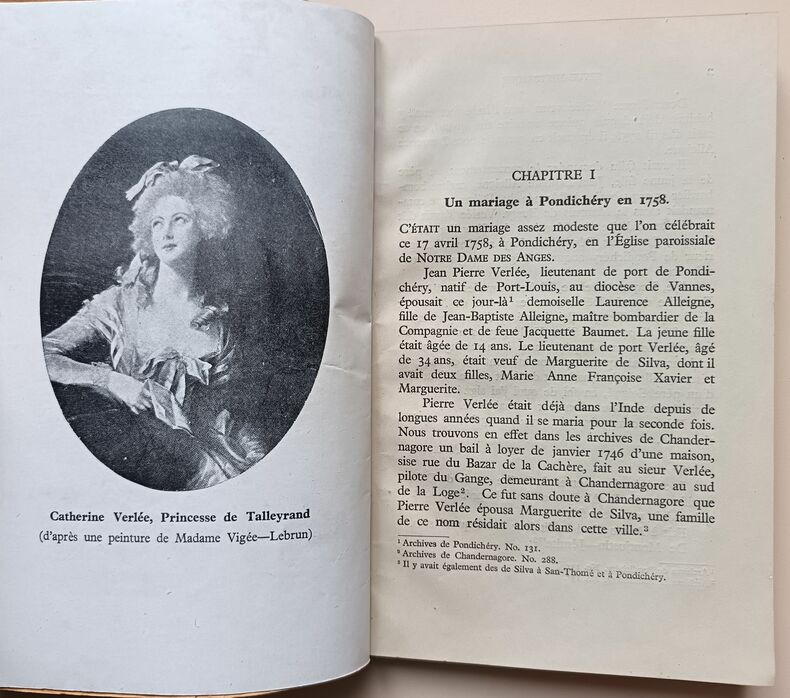 Catherine Verlée, Princesse de Talleyrand
(d'après une peinture de Madame Vigée—Lebrun)
CHAPITRE I
Un mariage à Pondichéry en 1758.
C'ÉTAIT un mariage assez modeste que l'on célébrait
ce 17 avril 1758, à Pondichéry, en l'Église paroissiale
de NOTRE DAME DES ANGES.
Jean Pierre Verlée, lieutenant de port de Pondi-
chéry, natif de Port-Louis, au diocèse de Vannes,
épousait ce jour-là¹ demoiselle Laurence Alleigne,
fille de Jean-Baptiste Alleigne, maître bombardier de la
Compagnie et de feue Jacquette Baumet. La jeune fille
était âgée de 14 ans. Le lieutenant de port Verlée, âgé
de 34 ans, était veuf de Marguerite de Silva, dont il
avait deux filles, Marie Anne Françoise Xavier et
Marguerite.
Pierre Verlée était déjà dans l'Inde depuis de
longues années quand il se maria pour la seconde fois.
Nous trouvons en effet dans les archives de Chander-
nagore un bail à loyer de janvier 1746 d'une maison,
sise rue du Bazar de la Cachère, fait au sieur Verlée,
pilote du Gange, demeurant à Chandernagore au sud
de la Loge². Ce fut sans doute à Chandernagore que
Pierre Verlée épousa Marguerite de Silva, une famille
de ce nom résidait alors dans cette ville.³
¹ Archives de Pondichéry. No. 131.
² Archives de Chandernagore. No. 288.
³ Il y avait également des de Silva à San-Thomé et à Pondichéry.